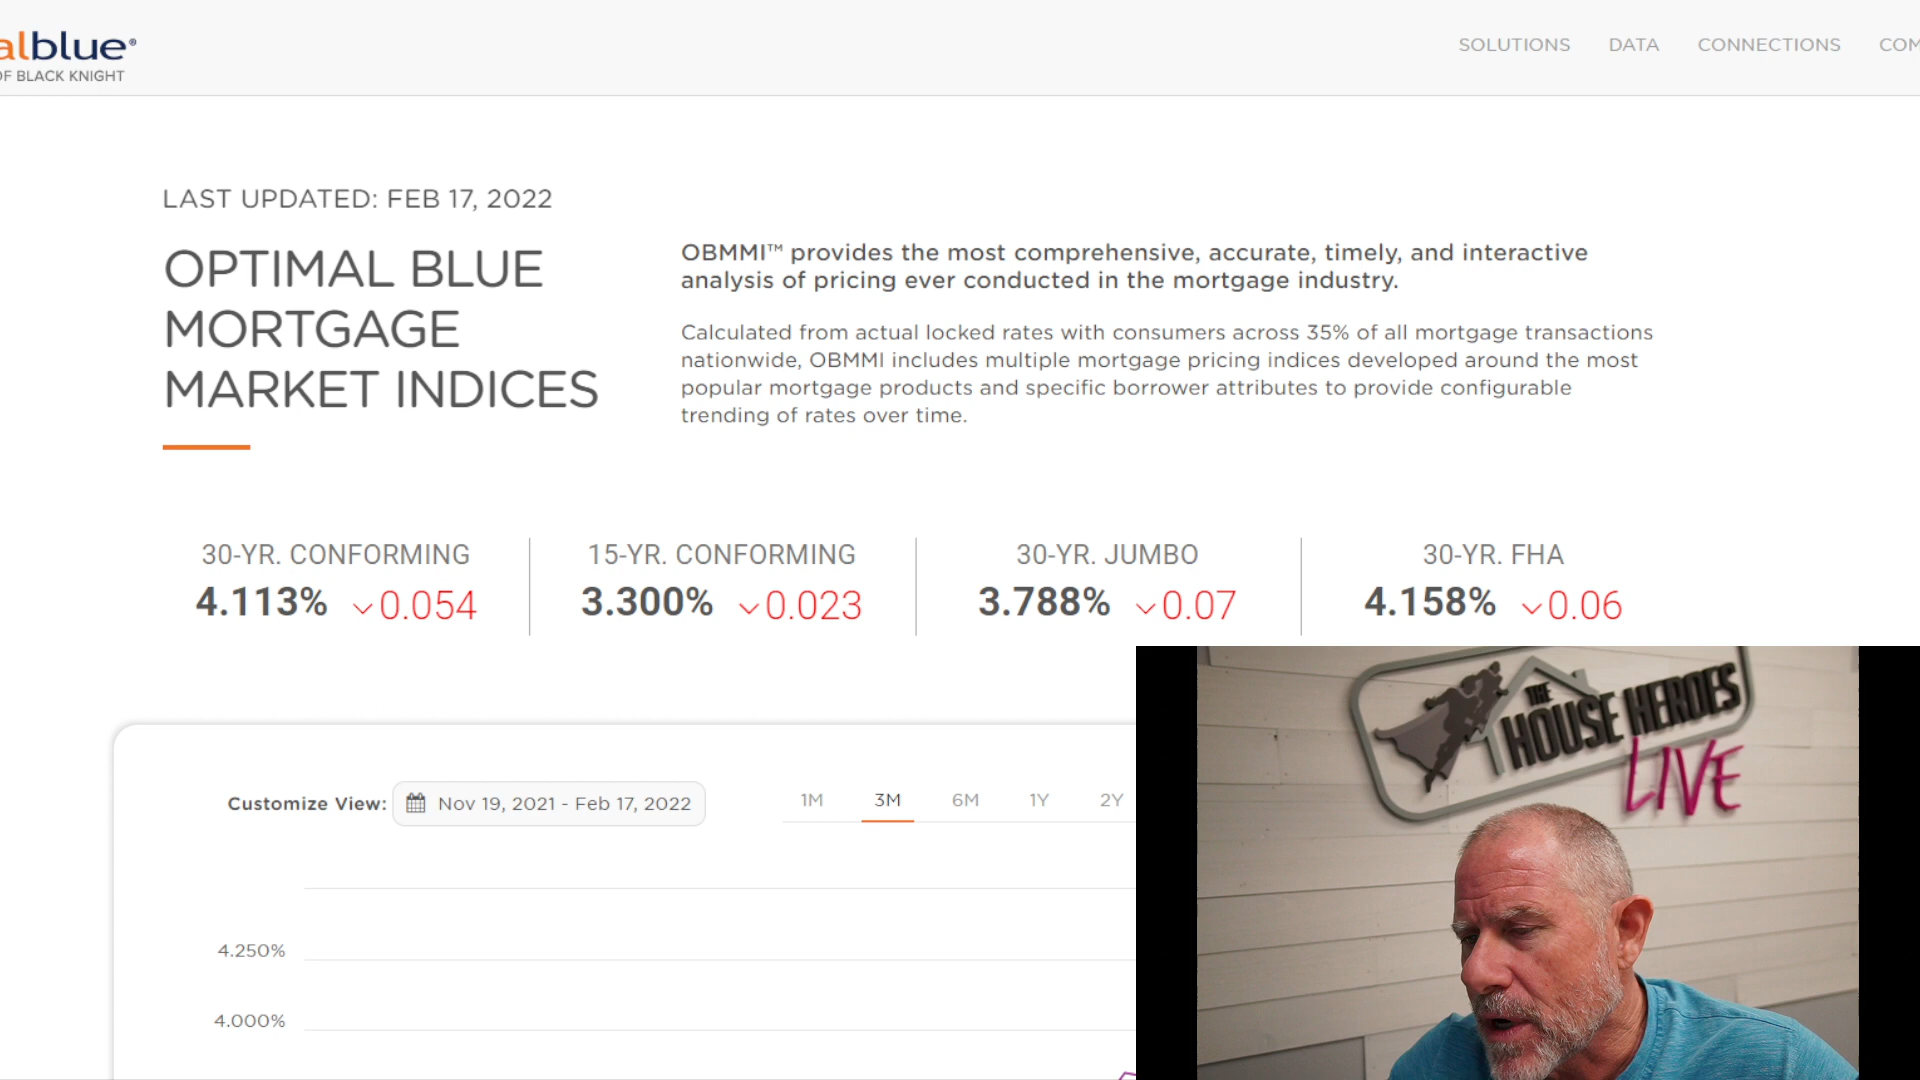 alblue®
OF BLACK KNIGHT
SOLUTIONS
DATA
CONNECTIONS
COM
LAST UPDATED: FEB 17, 2022
OPTIMAL BLUE
MORTGAGE
MARKET INDICES
OBMMI™ provides the most comprehensive, accurate, timely, and interactive
analysis of pricing ever conducted in the mortgage industry.
Calculated from actual locked rates with consumers across 35% of all mortgage transactions
nationwide, OBMMI includes multiple mortgage pricing indices developed around the most
popular mortgage products and specific borrower attributes to provide configurable
trending of rates over time.
30-YR. CONFORMING
4.113% 0.054
15-YR. CONFORMING
3.300% 0.023
30-YR. JUMBO
3.788% 0.07
30-YR. FHA
4.158% 0.06
Customize View: Nov 19, 2021 - Feb 17, 2022
1M 3M 6M 1Y 2Y
4.250%
4.000%
THE
HOUSE HEROES
LIVE